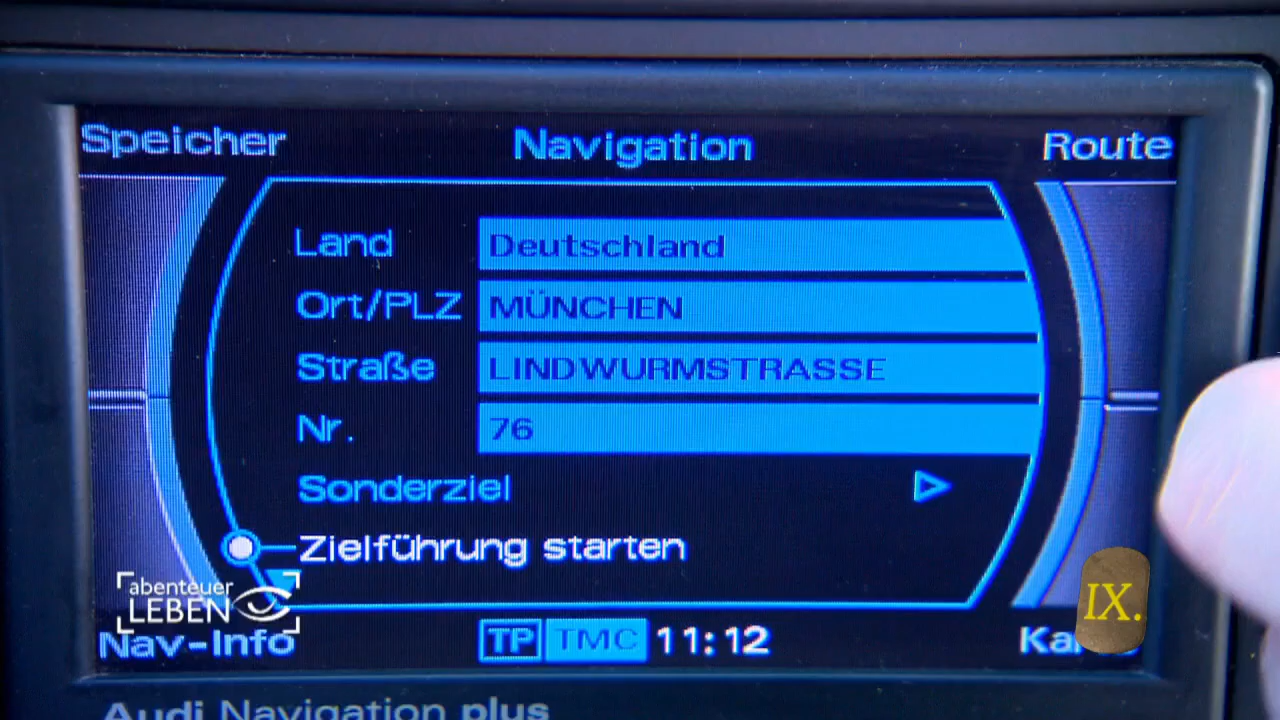 Speicher Navigation Route
Land Deutschland
Ort/PLZ MÜNCHEN
Straße LINDWURMSTRASSE
Nr. 76
Sonderziel
Zielführung starten
abenteuer
LEBEN
IX.
Nav-Info TP TMC 11:12
Audi Navigation plus